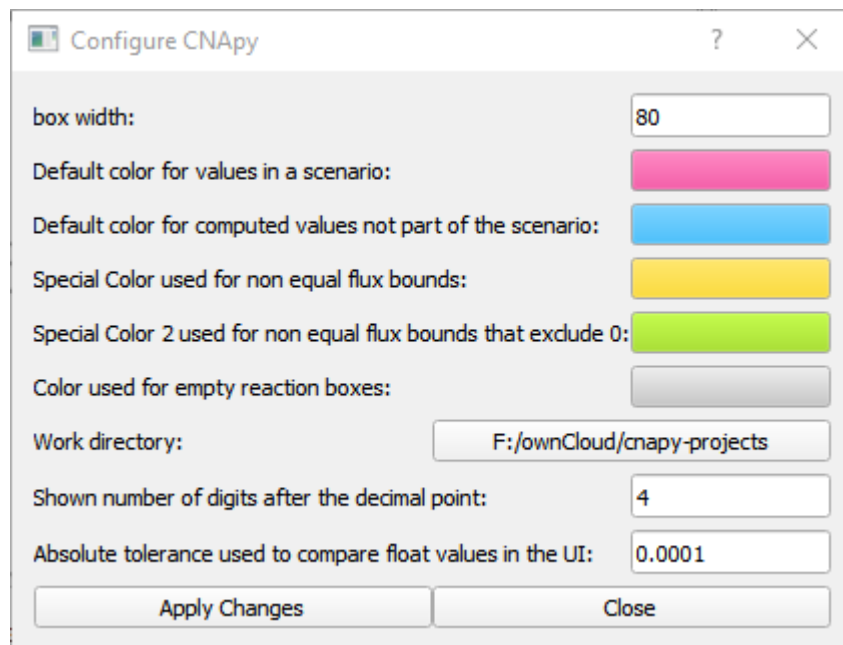 Configure CNApy
box width: 80
Default color for values in a scenario:
Default color for computed values not part of the scenario:
Special Color used for non equal flux bounds:
Special Color 2 used for non equal flux bounds that exclude 0:
Color used for empty reaction boxes:
Work directory: F:/ownCloud/cnapy-projects
Shown number of digits after the decimal point: 4
Absolute tolerance used to compare float values in the UI: 0.0001
Apply Changes Close